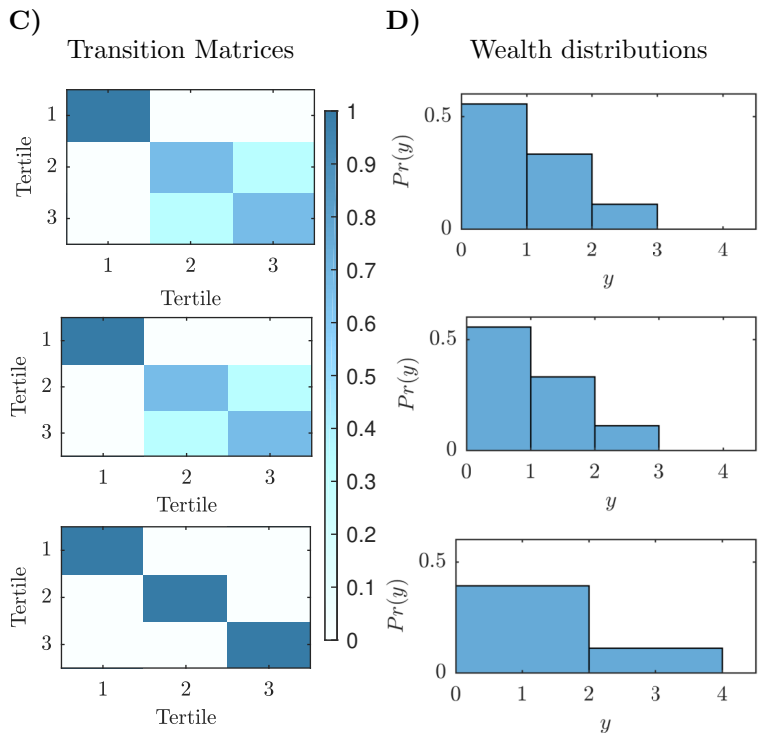 C)
Transition Matrices
1
2
3
Tertile
1 2 3
Tertile
1
2
3
Tertile
1 2 3
Tertile
1
2
3
Tertile
1 2 3
Tertile
1
0.9
0.8
0.7
0.6
0.5
0.4
0.3
0.2
0.1
0
D)
Wealth distributions
0.5
0
Pr(y)
0 1 2 3 4
y
0.5
0
Pr(y)
0 1 2 3 4
y
0.5
0
Pr(y)
0 1 2 3 4
y